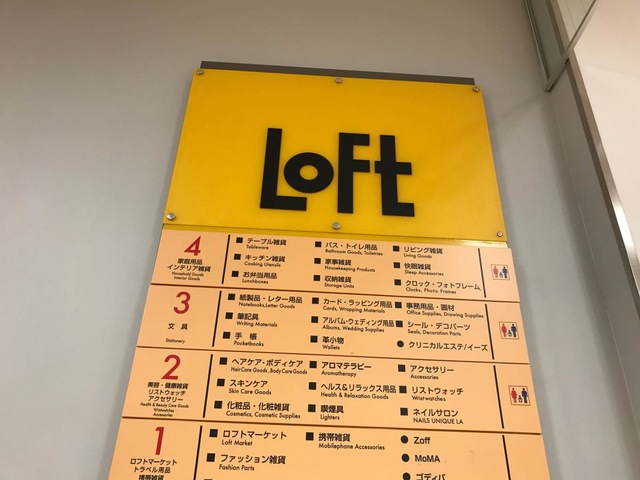 Loft
4
家庭用品
インテリア雑貨
Household Goods
Interior Goods
テーブル雑貨
Tableware
キッチン雑貨
Cooking Utensils
お弁当用品
Lunchboxes
バス・トイレ用品
Bathroom Goods, Toiletries
家事雑貨
Housekeeping Products
収納雑貨
Storage Units
リビング雑貨
Living Goods
快眠雑貨
Sleep Accessories
クロック・フォトフレーム
Clocks, Photo Frames
3
文具
Stationery
紙製品・レター用品
Notebooks, Letter Goods
筆記具
Writing Materials
手帳
Pocketbooks
カード・ラッピング用品
Cards, Wrapping Materials
アルバム・ウェディング用品
Albums, Wedding Supplies
革小物
Wallets
事務用品・画材
Office Supplies, Drawing Supplies
シール・デコパーツ
Seals, Decoration Parts
クリニカルエステ/イーズ
2
美容・健康雑貨
リストウォッチ
アクセサリー
Health & Beauty Care Goods
Wristwatches
Accessories
ヘアケア・ボディケア
Hair Care Goods, Body Care Goods
スキンケア
Skin Care Goods
化粧品・化粧雑貨
Cosmetics, Cosmetic Supplies
アロマテラピー
Aromatherapy
ヘルス&リラックス用品
Health & Relaxation Goods
喫煙具
Lighters
アクセサリー
Accessories
リストウォッチ
Wristwatches
ネイルサロン
NAILS UNIQUE LA
1
ロフトマーケット
トラベル用品
携帯雑貨
ロフトマーケット
Loft Market
ファッション雑貨
Fashion Parts
携帯雑貨
Mobilephone Accessories
Zoff
MoMA
ゴディバ